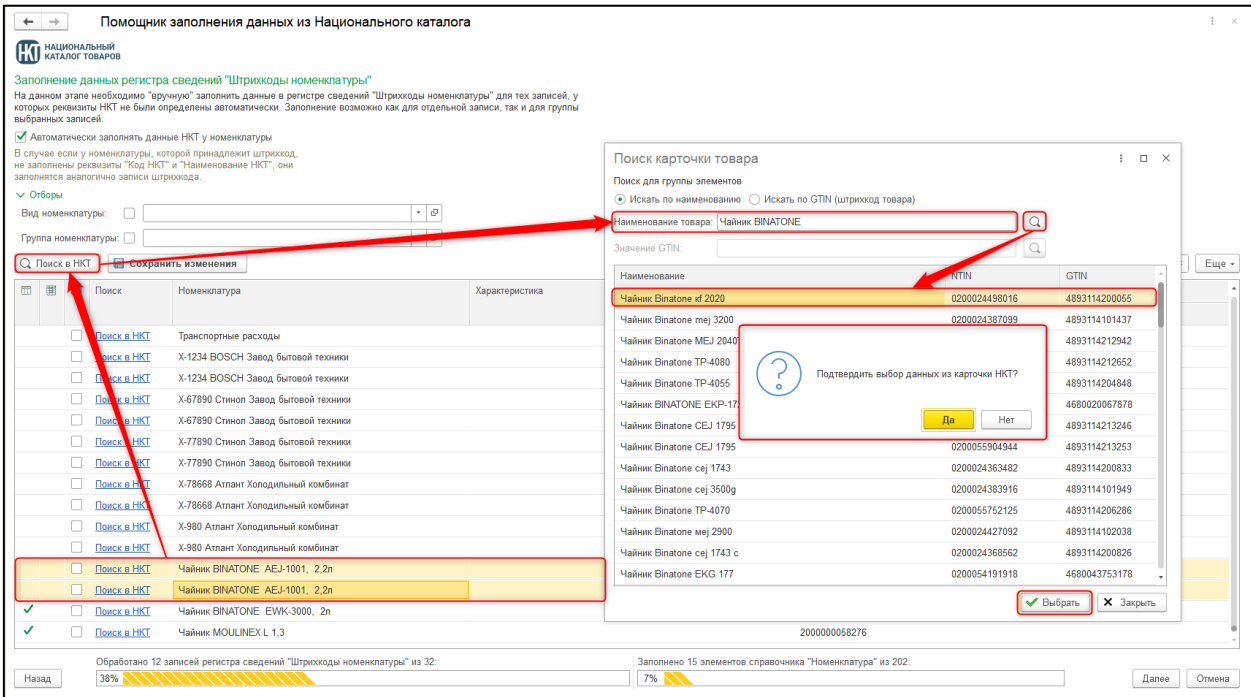 Помощник заполнения данных из Национального каталога
НКТ НАЦИОНАЛЬНЫЙ
КАТАЛОГ ТОВАРОВ
Заполнение данных регистра сведений "Штрихкоды номенклатуры"
На данном этапе необходимо "вручную" заполнить данные в регистре сведений "Штрихкоды номенклатуры" для тех записей, у
которых реквизиты НКТ не были определены автоматически. Заполнение возможно как для отдельной записи, так и для группы
выбранных записей.
Автоматически заполнять данные НКТ у номенклатуры
В случае если у номенклатуры, которой принадлежит штрихкод,
не заполнены реквизиты "Код НКТ" и "Наименование НКТ", они
заполнятся аналогично записи штрихкода.
Отборы
Вид номенклатуры:
Группа номенклатуры:
Поиск в НКТ Сохранить изменения Еще
Поиск Номенклатура Характеристика
Поиск в НКТ Транспортные расходы
Поиск в НКТ X-1234 BOSCH Завод бытовой техники
Поиск в НКТ X-1234 BOSCH Завод бытовой техники
Поиск в НКТ X-67890 Стинол Завод бытовой техники
Поиск в НКТ X-67890 Стинол Завод бытовой техники
Поиск в НКТ X-77890 Стинол Завод бытовой техники
Поиск в НКТ X-77890 Стинол Завод бытовой техники
Поиск в НКТ X-78668 Атлант Холодильный комбинат
Поиск в НКТ X-78668 Атлант Холодильный комбинат
Поиск в НКТ X-980 Атлант Холодильный комбинат
Поиск в НКТ X-980 Атлант Холодильный комбинат
Поиск в НКТ Чайник BINATONE AEJ-1001, 2,2л
Поиск в НКТ Чайник BINATONE AEJ-1001, 2,2л
Поиск в НКТ Чайник BINATONE EWK-3000, 2л
Поиск в НКТ Чайник MOULINEX L 1,3 2000000058276
Поиск карточки товара
Поиск для группы элементов
Искать по наименованию Искать по GTIN (штрихкод товара)
Наименование товара: Чайник BINATONE
Значение GTIN:
Наименование NTIN GTIN
Чайник Binatone kf 2020 0200024498016 4893114200055
Чайник Binatone mej 3200 0200024387099 4893114101437
Чайник Binatone MEJ 2040 4893114212942
Чайник Binatone TP-4080 4893114212652
Чайник Binatone TP-4055 4893114204848
Чайник BINATONE EKP-17 4680020067878
Чайник Binatone CEJ 1795 4893114213246
Чайник Binatone CEJ 1795 0200055904944 4893114213253
Чайник Binatone cej 1743 0200024363482 4893114200833
Чайник Binatone cej 3500g 0200024383916 4893114101949
Чайник Binatone TP-4070 0200055752125 4893114206286
Чайник Binatone мej 2900 0200024427092 4893114102038
Чайник Binatone cej 1743 c 0200024368562 4893114200826
Чайник Binatone EKG 177 0200054191918 4680043753178
Подтвердить выбор данных из карточки НКТ?
Да Нет
Выбрать Закрыть
Обработано 12 записей регистра сведений "Штрихкоды номенклатуры" из 32:
38%
Заполнено 15 элементов справочника "Номенклатура" из 202:
7%
Назад Далее Отмена